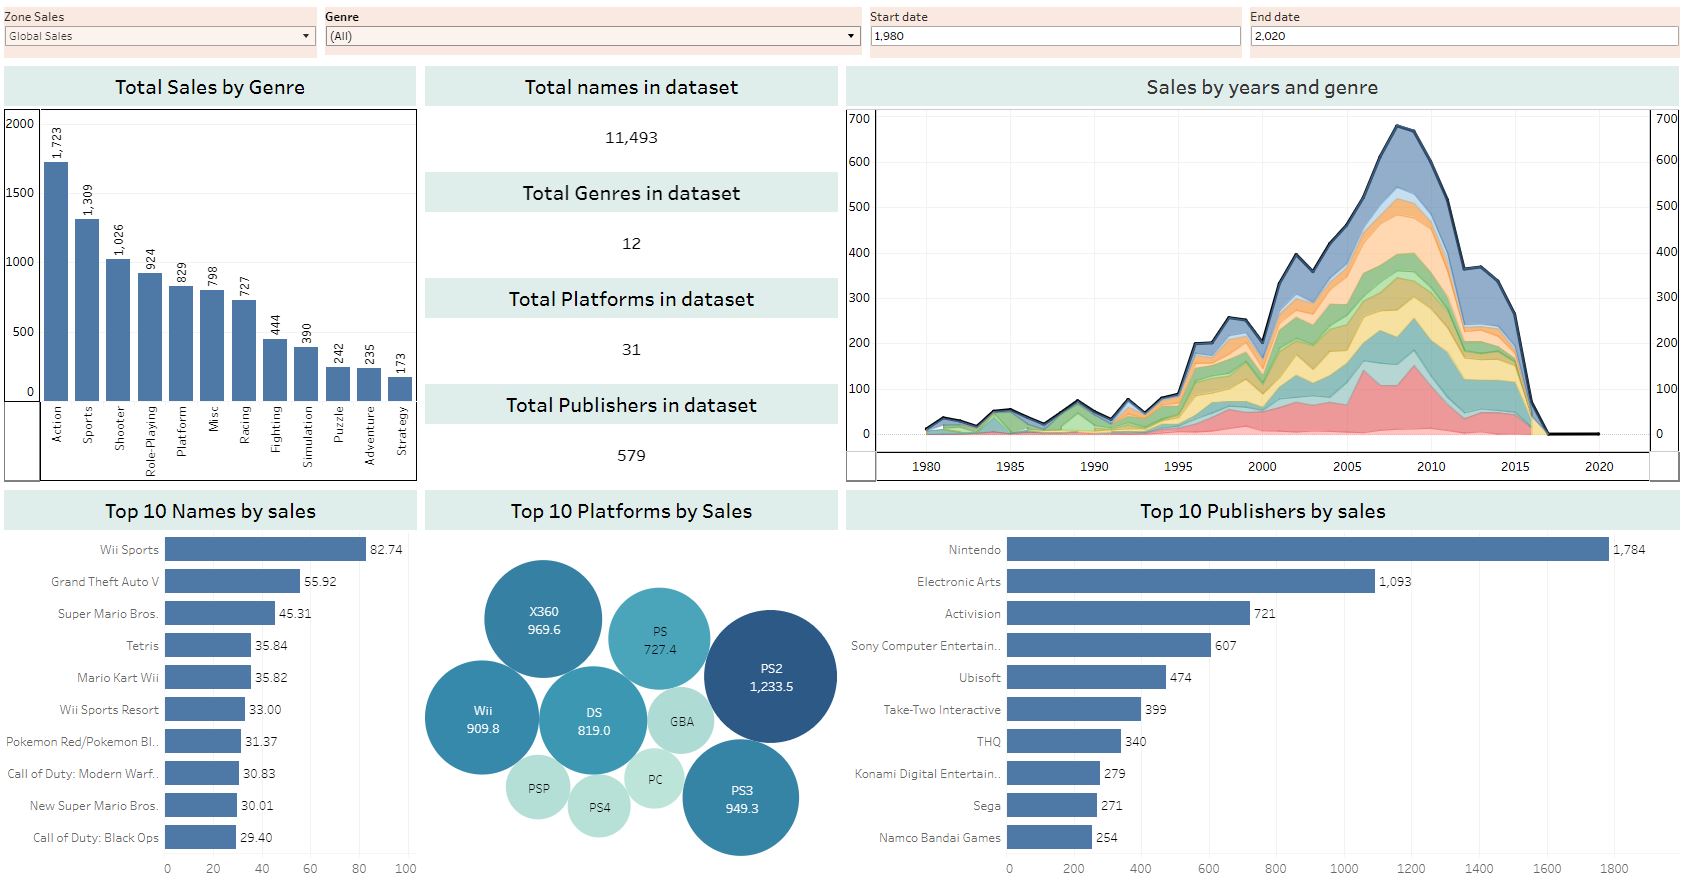 Zone Sales
Global Sales
Genre
(All)
Start date
1,980
End date
2,020
Total Sales by Genre
2000
1500
1000
500
0
1,723
1,309
1,026
924
829
798
727
444
390
242
235
173
Action
Sports
Shooter
Role-Playing
Platform
Misc
Racing
Fighting
Simulation
Puzzle
Adventure
Strategy
Total names in dataset
11,493
Total Genres in dataset
12
Total Platforms in dataset
31
Total Publishers in dataset
579
Sales by years and genre
700
600
500
400
300
200
100
0
700
600
500
400
300
200
100
0
1980
1985
1990
1995
2000
2005
2010
2015
2020
Top 10 Names by sales
Wii Sports 82.74
Grand Theft Auto V 55.92
Super Mario Bros. 45.31
Tetris 35.84
Mario Kart Wii 35.82
Wii Sports Resort 33.00
Pokemon Red/Pokemon Bl.. 31.37
Call of Duty: Modern Warf.. 30.83
New Super Mario Bros. 30.01
Call of Duty: Black Ops 29.40
0 20 40 60 80 100
Top 10 Platforms by Sales
X360
969.6
PS
727.4
PS2
1,233.5
Wii
909.8
DS
819.0
GBA
PSP
PS4
PC
PS3
949.3
Top 10 Publishers by sales
Nintendo 1,784
Electronic Arts 1,093
Activision 721
Sony Computer Entertain.. 607
Ubisoft 474
Take-Two Interactive 399
THQ 340
Konami Digital Entertain.. 279
Sega 271
Namco Bandai Games 254
0 200 400 600 800 1000 1200 1400 1600 1800